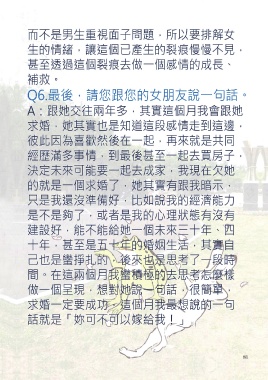 而不是男生重視面子問題，所以要排解女
生的情緒，讓這個已產生的裂痕慢慢不見，
甚至透過這個裂痕去做一個感情的成長、
補救。
Q6.最後，請您跟您的女朋友說一句話。
A：跟她交往兩年多，其實這個月我會跟她
求婚，她其實也是知道這段感情走到這邊，
彼此因為喜歡然後在一起，再來就是共同
經歷滿多事情，到最後甚至一起去買房子，
決定未來可能要一起去成家，我現在欠她
的就是一個求婚了，她其實有跟我暗示，
只是我還沒準備好，比如說我的經濟能力
是不是夠了，或者是我的心理狀態有沒有
建設好，能不能給她一個未來三十年、四
十年，甚至是五十年的婚姻生活，其實自
己也是蠻掙扎的，後來也是思考了一段時
間。在這兩個月我蠻積極的去思考怎麼樣
做一個呈現，想對她說一句話，很簡單，
求婚一定要成功，這個月我最想說的一句
話就是「妳可不可以嫁給我！